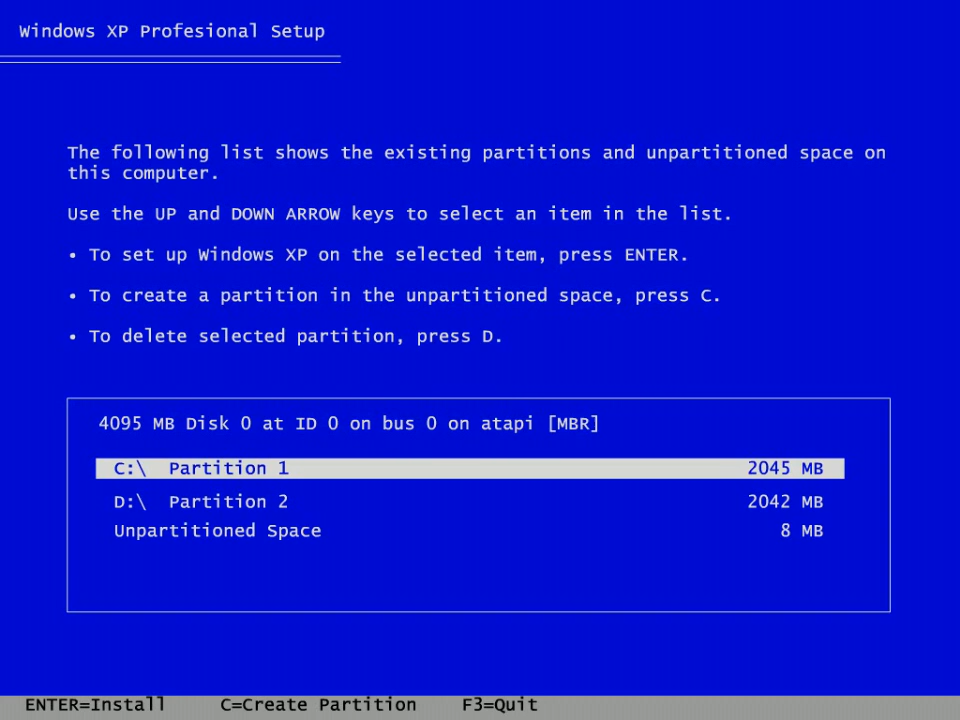 Windows XP Profesional Setup
The following list shows the existing partitions and unpartitioned space on
this computer.
Use the UP and DOWN ARROW keys to select an item in the list.
• To set up Windows XP on the selected item, press ENTER.
• To create a partition in the unpartitioned space, press C.
• To delete selected partition, press D.
4095 MB Disk 0 at ID 0 on bus 0 on atapi [MBR]
C:\ Partition 1 2045 MB
D:\ Partition 2 2042 MB
Unpartitioned Space 8 MB
ENTER=Install C=Create Partition F3=Quit